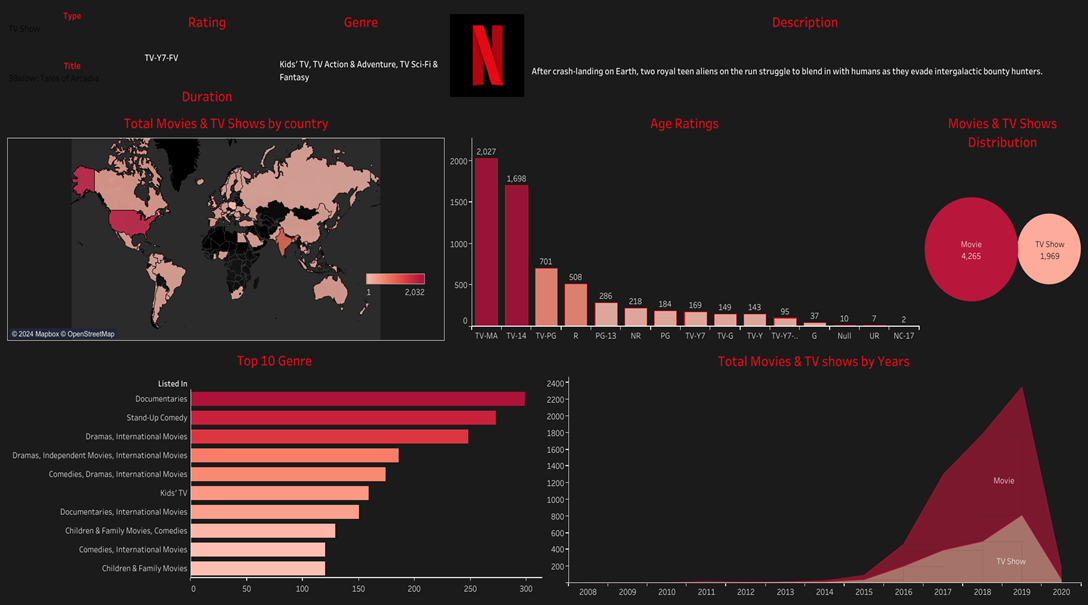 Type
TV Show
Title
3Below: Tales of Arcadia
Rating
TV-Y7-FV
Duration
Genre
Kids' TV, TV Action & Adventure, TV Sci-Fi &
Fantasy
N
Description
After crash-landing on Earth, two royal teen aliens on the run struggle to blend in with humans as they evade intergalactic bounty hunters.
Total Movies & TV Shows by country
1
2,032
© 2024 Mapbox © OpenStreetMap
Age Ratings
2000
1500
1000
500
0
2,027
1,698
701
508
286
218
184
169
149
143
95
37
10
7
2
TV-MA
TV-14
TV-PG
R
PG-13
NR
PG
TV-Y7
TV-G
TV-Y
TV-Y7-..
G
Null
UR
NC-17
Movies & TV Shows
Distribution
Movie
4,265
TV Show
1,969
Top 10 Genre
Listed In
Documentaries
Stand-Up Comedy
Dramas, International Movies
Dramas, Independent Movies, International Movies
Comedies, Dramas, International Movies
Kids' TV
Documentaries, International Movies
Children & Family Movies, Comedies
Comedies, International Movies
Children & Family Movies
0
50
100
150
200
250
300
Total Movies & TV shows by Years
2400
2200
2000
1800
1600
1400
1200
1000
800
600
400
200
Movie
TV Show
2008
2009
2010
2011
2012
2013
2014
2015
2016
2017
2018
2019
2020